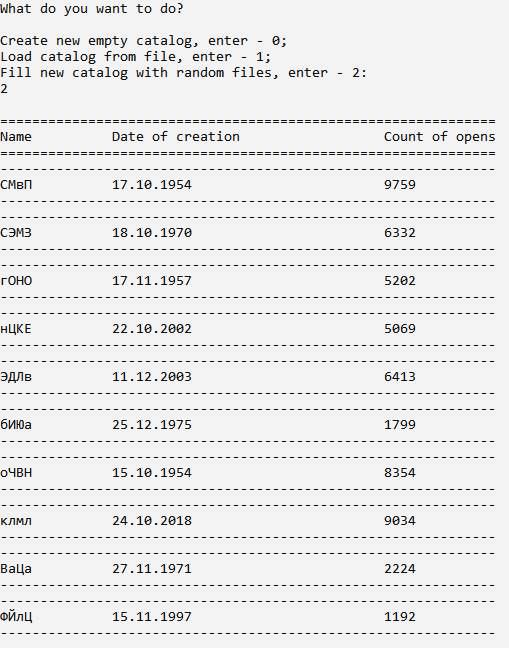 What do you want to do?
Create new empty catalog, enter - 0;
Load catalog from file, enter - 1;
Fill new catalog with random files, enter - 2:
2
==============================================================
Name          Date of creation                  Count of opens
==============================================================
--------------------------------------------------------------
СМвП          17.10.1954                        9759
--------------------------------------------------------------
--------------------------------------------------------------
СЭМЗ          18.10.1970                        6332
--------------------------------------------------------------
--------------------------------------------------------------
гОНО          17.11.1957                        5202
--------------------------------------------------------------
--------------------------------------------------------------
нЦКЕ          22.10.2002                        5069
--------------------------------------------------------------
--------------------------------------------------------------
ЭДЛв          11.12.2003                        6413
--------------------------------------------------------------
--------------------------------------------------------------
бИЮа          25.12.1975                        1799
--------------------------------------------------------------
--------------------------------------------------------------
оЧВН          15.10.1954                        8354
--------------------------------------------------------------
--------------------------------------------------------------
клмл          24.10.2018                        9034
--------------------------------------------------------------
--------------------------------------------------------------
ВаЦа          27.11.1971                        2224
--------------------------------------------------------------
--------------------------------------------------------------
ФЙлЦ          15.11.1997                        1192
--------------------------------------------------------------